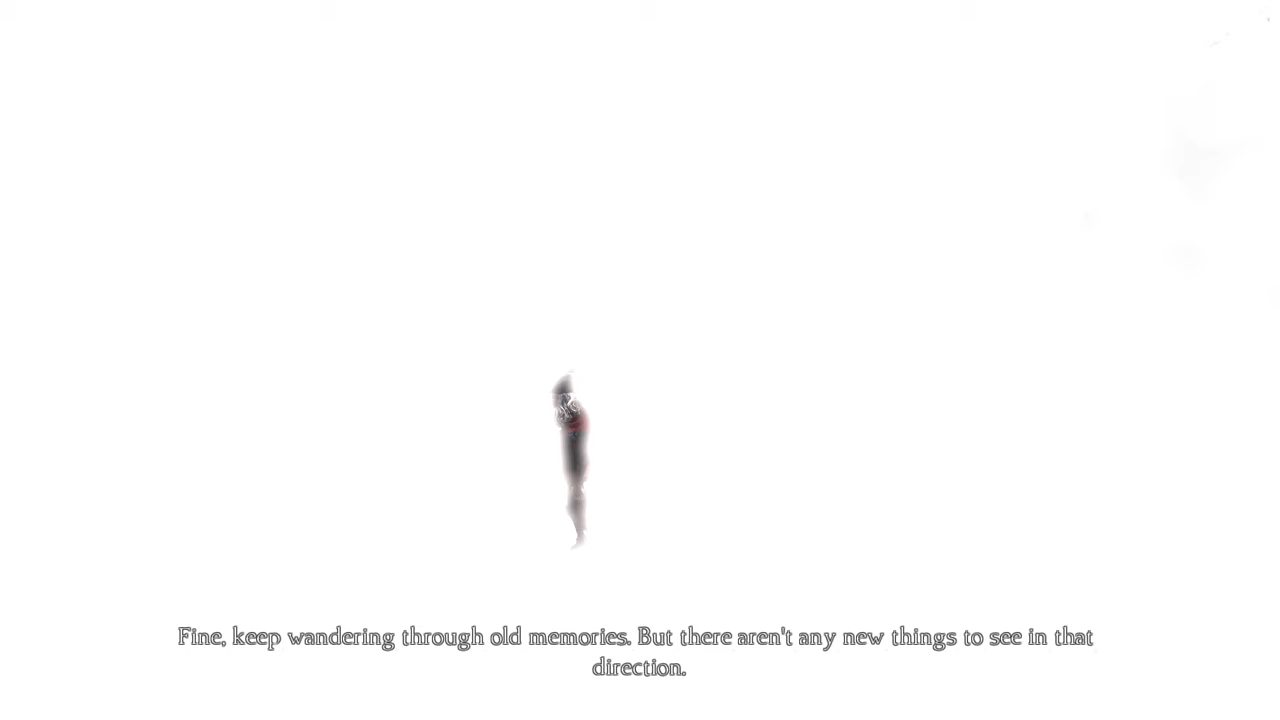 Fine, keep wandering through old memories. But there aren't any new things to see in that
direction.